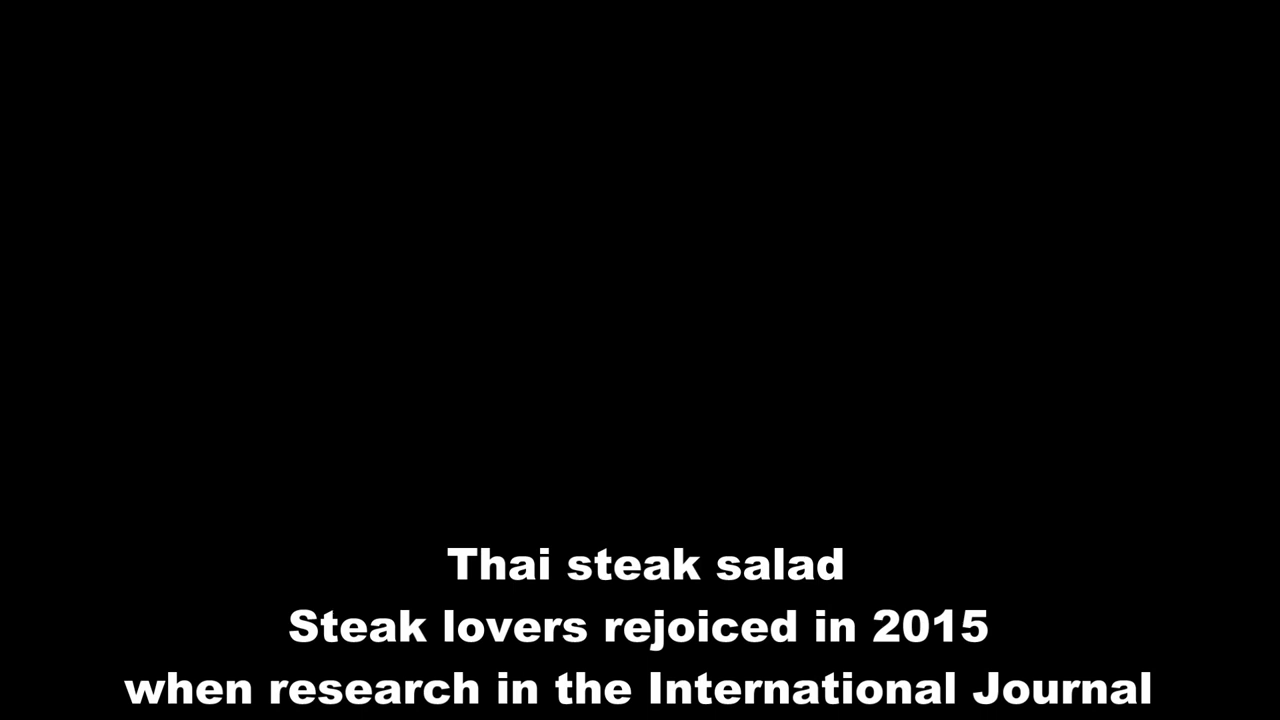 Thai steak salad
Steak lovers rejoiced in 2015
when research in the International Journal